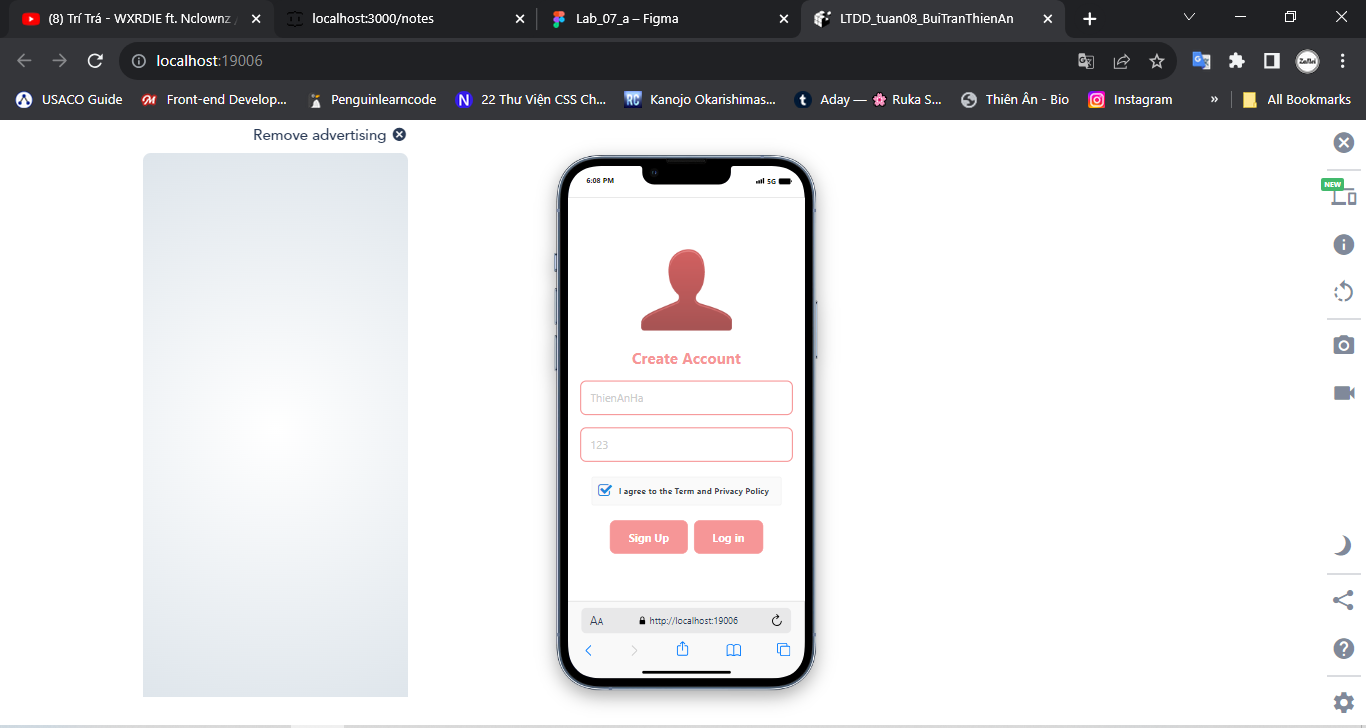 (8) Trí Trá - WXRDIE ft. Nclownz
localhost:3000/notes
Lab_07_a – Figma
LTDD_tuan08_BuiTranThienAn
localhost:19006
USACO Guide
Front-end Develop...
Penguinlearncode
N
22 Thư Viện CSS Ch...
RC
Kanojo Okarishimas...
t
Aday — 🌸 Ruka S...
Thiên Ân - Bio
Instagram
»
All Bookmarks
Remove advertising
NEW
6:08 PM
5G
Create Account
ThienAnHa
123
I agree to the Term and Privacy Policy
Sign Up
Log in
AA
http://localhost:19006